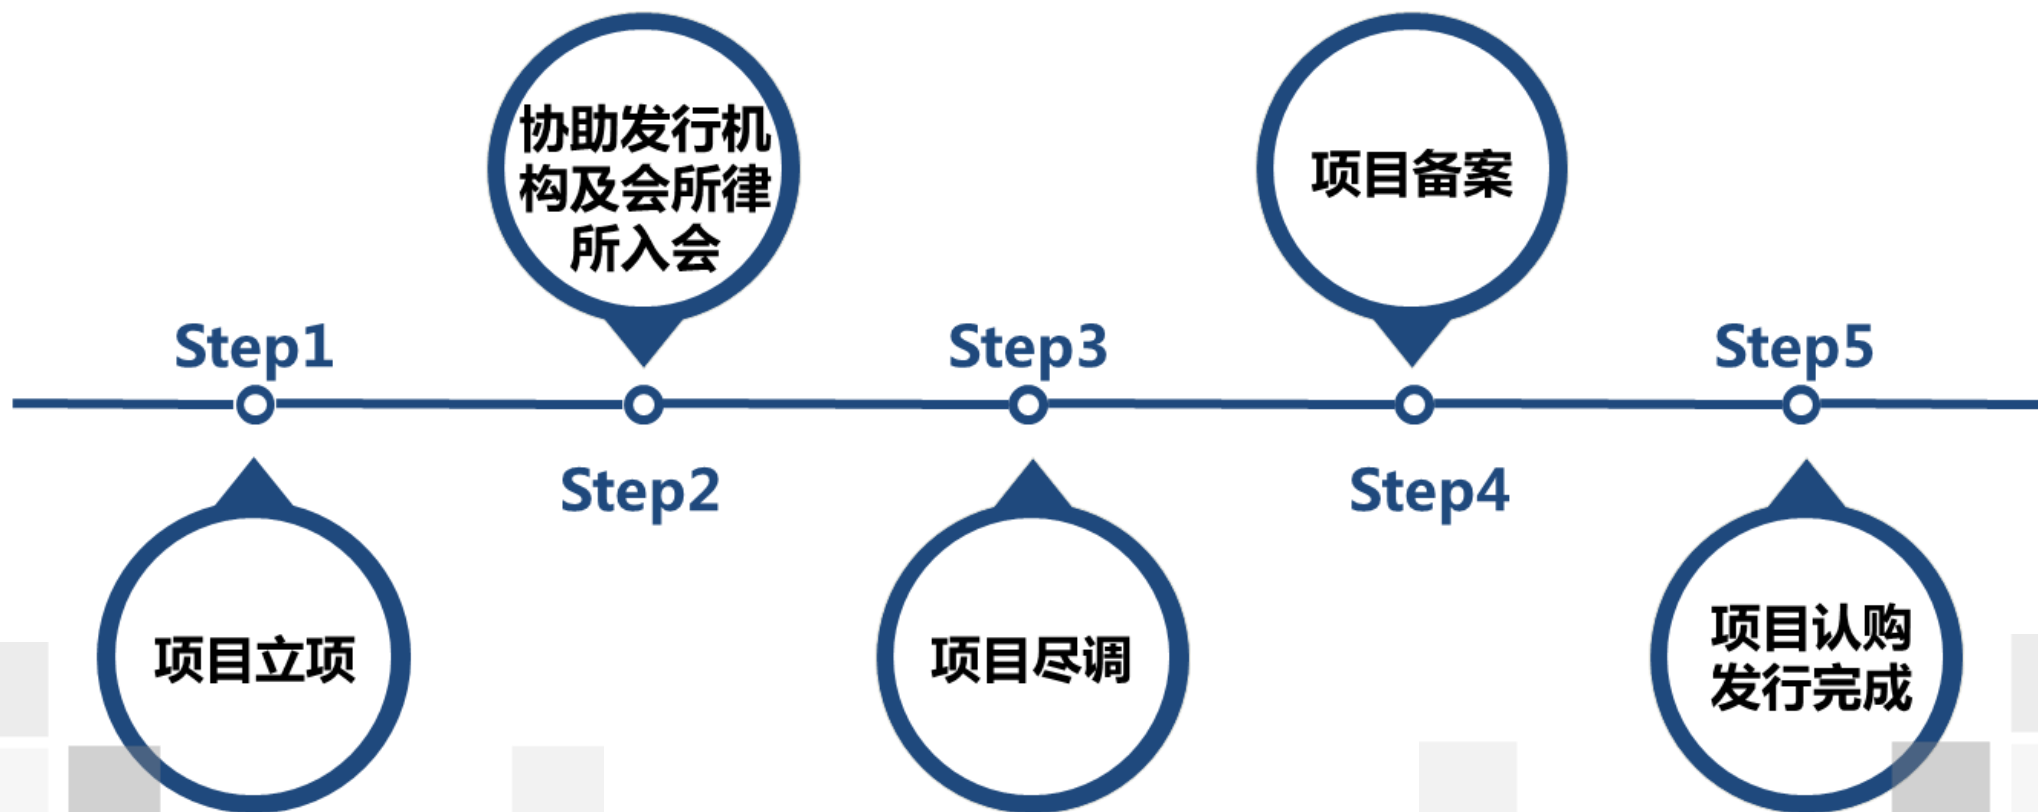 Step1
项目立项
协助发行机
构及会所律
所入会
Step2
Step3
项目尽调
项目备案
Step4
Step5
项目认购
发行完成